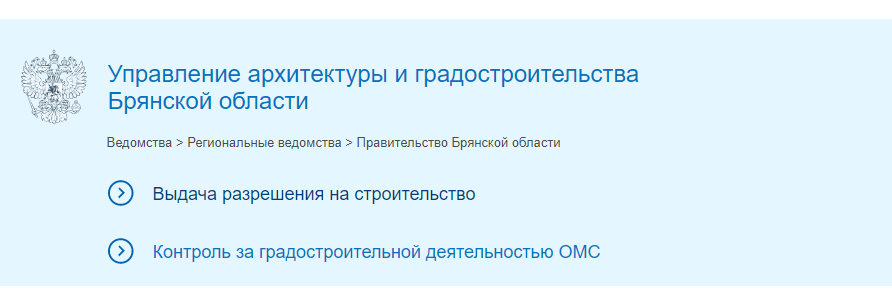 Управление архитектуры и градостроительства
Брянской области
Ведомства > Региональные ведомства > Правительство Брянской области
Выдача разрешения на строительство
Контроль за градостроительной деятельностью ОМС